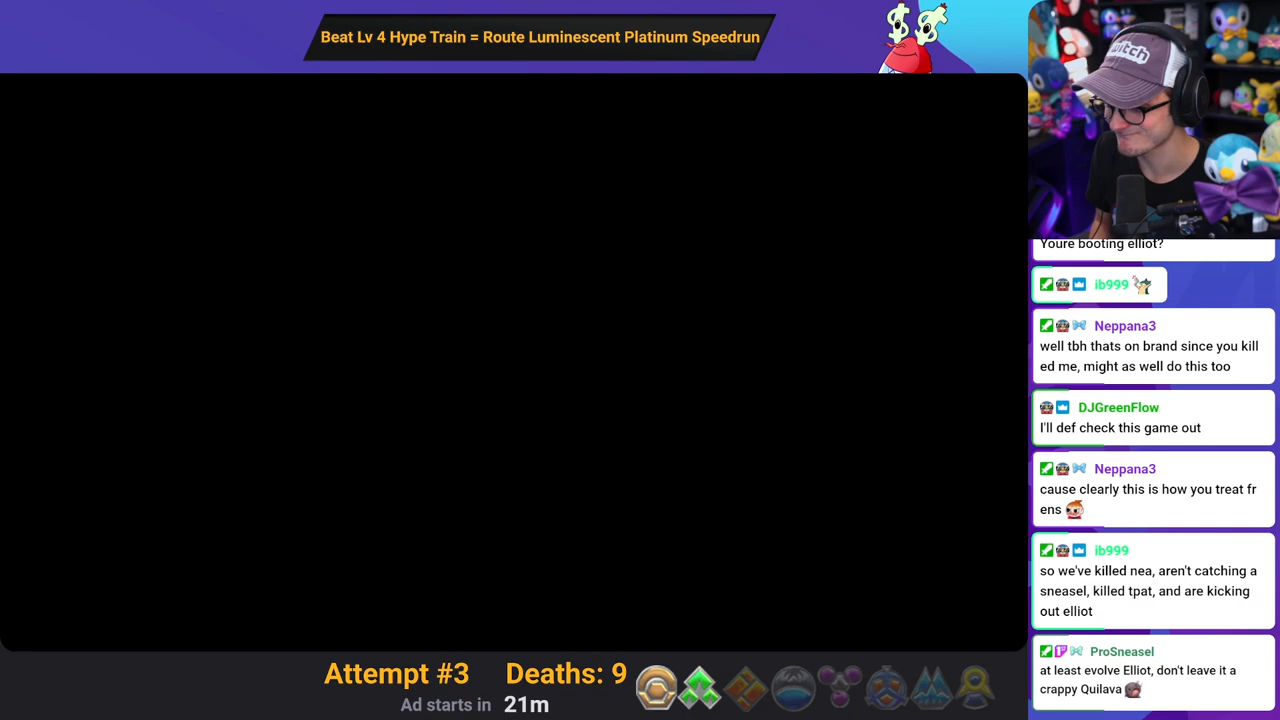 Beat Lv 4 Hype Train = Route Luminescent Platinum Speedrun
twitch
Youre booting elliot?
ib999
Neppana3
well tbh thats on brand since you kill
ed me, might as well do this too
DJGreenFlow
I'll def check this game out
Neppana3
cause clearly this is how you treat fr
ens
ib999
so we've killed nea, aren't catching a
sneasel, killed tpat, and are kicking
out elliot
ProSneasel
at least evolve Elliot, don't leave it a
crappy Quilava
Attempt #3 Deaths: 9
Ad starts in 21m